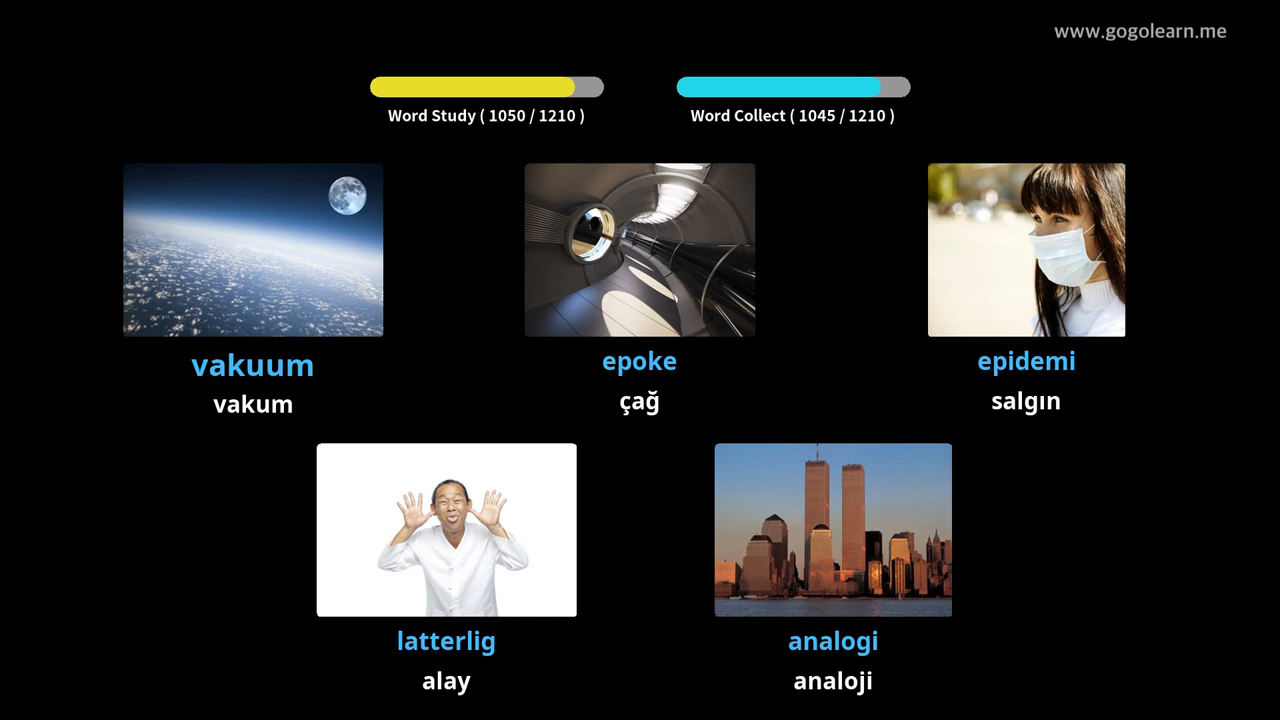 www.gogolearn.me
Word Study ( 1050 / 1210 )
Word Collect ( 1045 / 1210 )
vakuum
vakum
epoke
çağ
epidemi
salgın
latterlig
alay
analogi
analoji